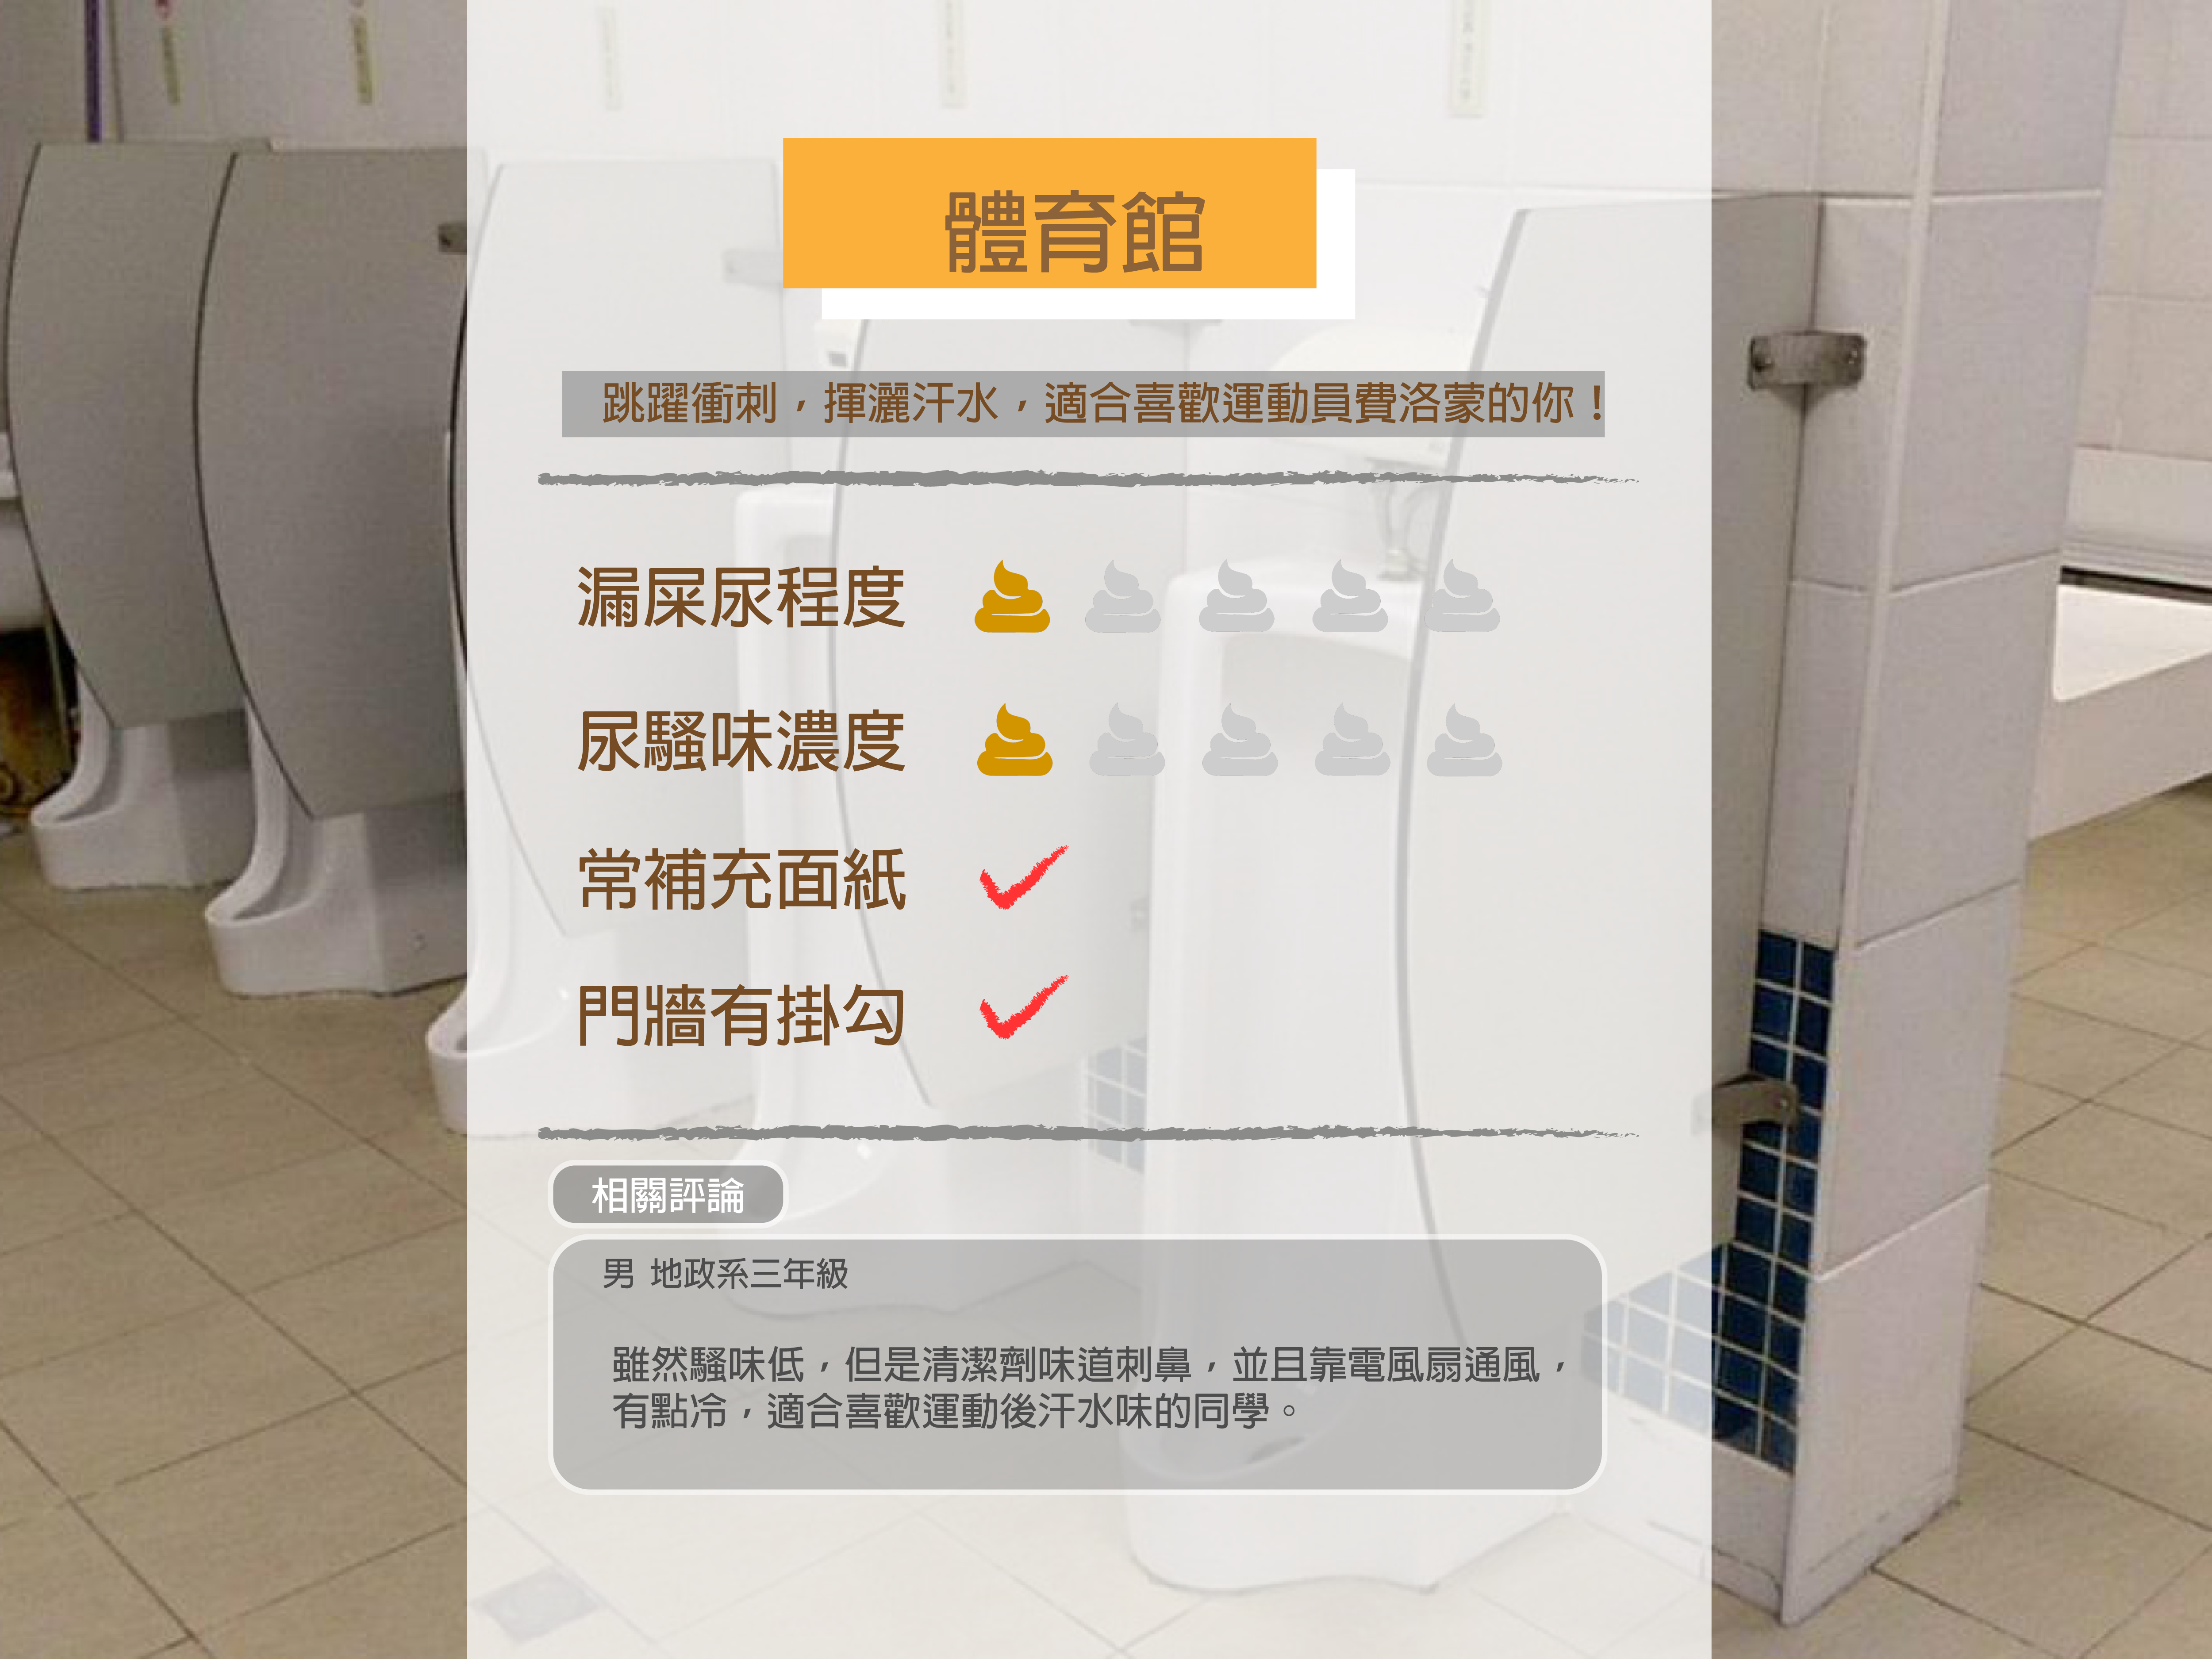 體育館
跳躍衝刺，揮灑汗水，適合喜歡運動員費洛蒙的你！
漏屎尿程度
尿騷味濃度
常補充面紙
門牆有掛勾
相關評論
男 地政系三年級
雖然騷味低，但是清潔劑味道刺鼻，並且靠電風扇通風，
有點冷，適合喜歡運動後汗水味的同學。